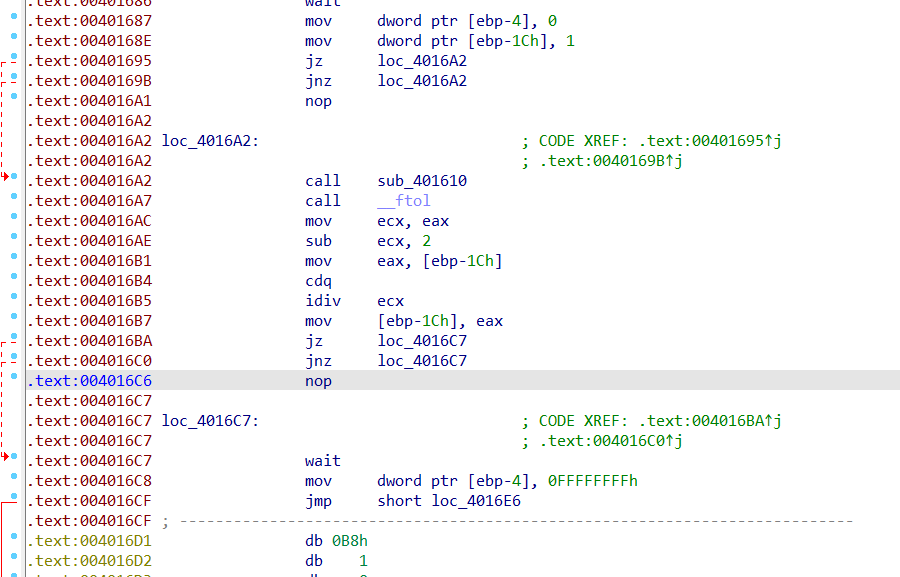 .text:00401686 wait
.text:00401687 mov dword ptr [ebp-4], 0
.text:0040168E mov dword ptr [ebp-1Ch], 1
.text:00401695 jz loc_4016A2
.text:0040169B jnz loc_4016A2
.text:004016A1 nop
.text:004016A2
.text:004016A2 loc_4016A2: ; CODE XREF: .text:00401695↑j
.text:004016A2 ; .text:0040169B↑j
.text:004016A2 call sub_401610
.text:004016A7 call __ftol
.text:004016AC mov ecx, eax
.text:004016AE sub ecx, 2
.text:004016B1 mov eax, [ebp-1Ch]
.text:004016B4 cdq
.text:004016B5 idiv ecx
.text:004016B7 mov [ebp-1Ch], eax
.text:004016BA jz loc_4016C7
.text:004016C0 jnz loc_4016C7
.text:004016C6 nop
.text:004016C7
.text:004016C7 loc_4016C7: ; CODE XREF: .text:004016BA↑j
.text:004016C7 ; .text:004016C0↑j
.text:004016C7 wait
.text:004016C8 mov dword ptr [ebp-4], 0FFFFFFFFh
.text:004016CF jmp short loc_4016E6
.text:004016CF ; ---------------------------------------------------------------------------
.text:004016D1 db 0B8h
.text:004016D2 db 1